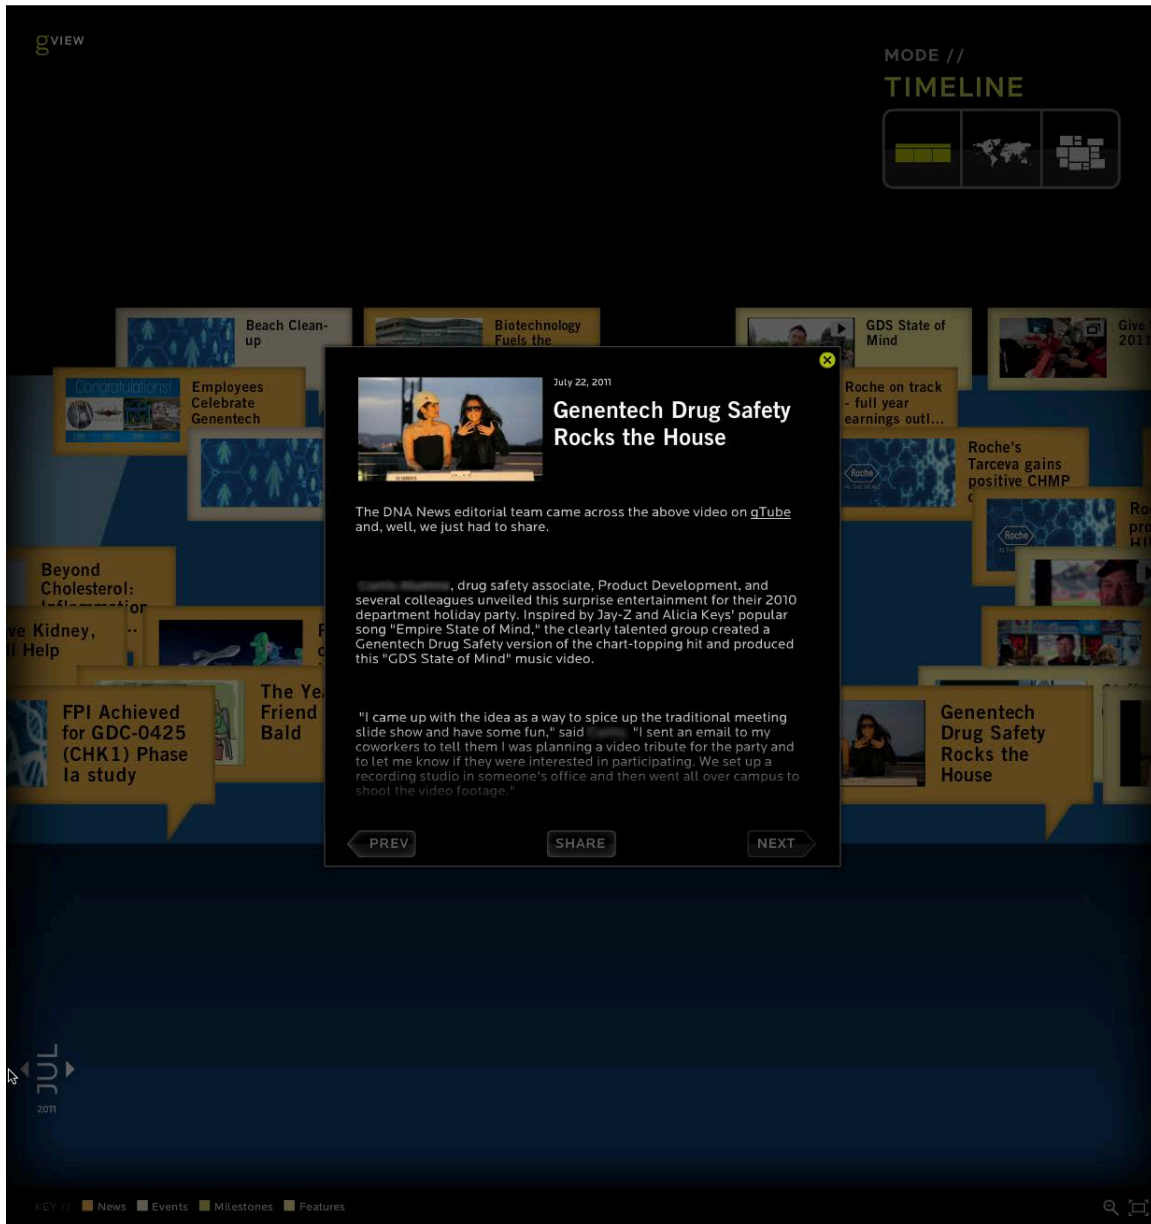 gVIEW
MODE //
TIMELINE
Beach Clean-
up
Biotechnology
Fuels the
GDS State of
Mind
Give
2011
Congratulations!
Employees
Celebrate
Genentech
Roche on track
- full year
earnings outl...
Roche
Roche's
Tarceva gains
positive CHMP
Roche
Beyond
Cholesterol:
Inflammation
...
ve Kidney,
Help
The Ye
Friend
Bald
FPI Achieved
for GDC-0425
(CHK1) Phase
Ia study
Genentech
Drug Safety
Rocks the
House
July 22, 2011
Genentech Drug Safety
Rocks the House
The DNA News editorial team came across the above video on gTube
and, well, we just had to share.
, drug safety associate, Product Development, and
several colleagues unveiled this surprise entertainment for their 2010
department holiday party. Inspired by Jay-Z and Alicia Keys' popular
song "Empire State of Mind," the clearly talented group created a
Genentech Drug Safety version of the chart-topping hit and produced
this "GDS State of Mind" music video.
"I came up with the idea as a way to spice up the traditional meeting
slide show and have some fun," said "I sent an email to my
coworkers to tell them I was planning a video tribute for the party and
to let me know if they were interested in participating. We set up a
recording studio in someone's office and then went all over campus to
shoot the video footage."
PREV
SHARE
NEXT
JUL
2011
KEY // News Events Milestones Features